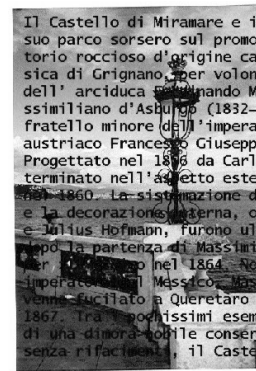 Il Castello di Miramare e i
suo parco sorsero sul promo
torio roccioso d'origine ca
sica di Grignano, per volon
dell' arciduca Ferdinando M
ssimiliano d'Asburgo (1832–
fratello minore dell'impera
austriaco Francesco Giusepp
Progettato nel 1856 da Carl
terminato nell'aspetto este
nel 1860. La sistemazione d
e la decorazione interna, o
e Julius Hofmann, furono ul
dopo la partenza di Massimi
per nel 1864. No
imperatore Messico, Mas
venne fucilato a Queretaro
1867. Tra i pochissimi esem
di una dimora nobile conser
senza rifacimenti, il Caste